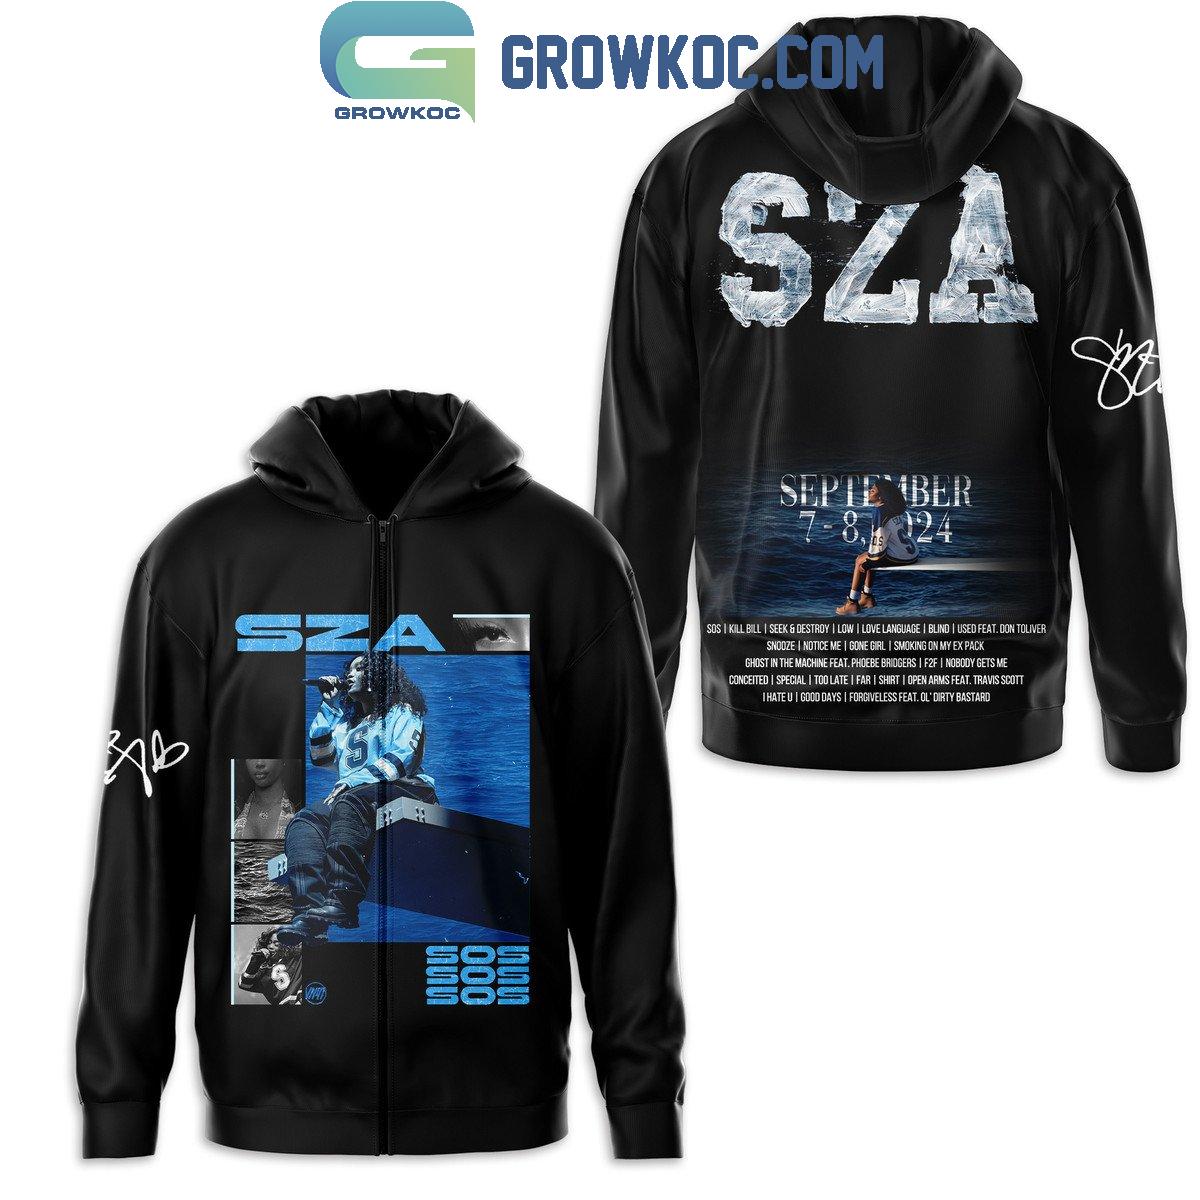 GROWKOC
GROWKOC.COM
SZA
SEPTEMBER
7 - 8, 2024
SOS | KILL BILL | SEEK & DESTROY | LOW | LOVE LANGUAGE | BLIND | USED FEAT. DON TOLIVER
SNOOZE | NOTICE ME | GONE GIRL | SMOKING ON MY EX PACK
GHOST IN THE MACHINE FEAT. PHOEBE BRIDGERS | F2F | NOBODY GETS ME
CONCEITED | SPECIAL | TOO LATE | FAR | SHIRT | OPEN ARMS FEAT. TRAVIS SCOTT
I HATE U | GOOD DAYS | FORGIVELESS FEAT. OL' DIRTY BASTARD
SZA
S
S
SOS
SOS
SOS